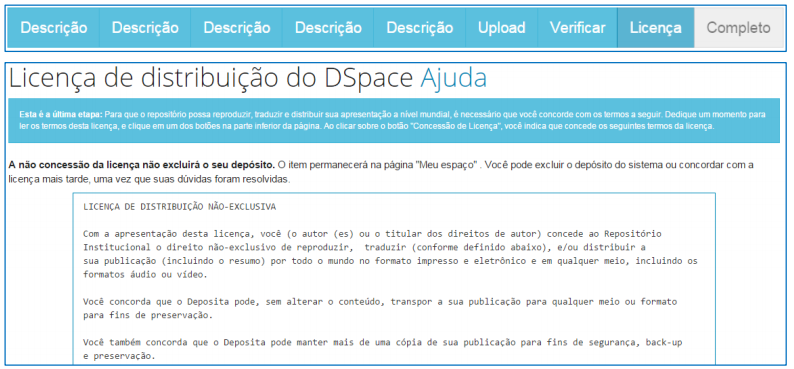 Descrição Descrição Descrição Descrição Descrição Upload Verificar Licença Completo
Licença de distribuição do DSpace Ajuda
Esta è a última etapa: Para que o repositório possa reproduzir, traduzir e distribuir sua apresentação a nível mundial, é necessário que você concorde com os termos a seguir. Dedique um momento para
ler os termos desta licença, e clique em um dos botões na parte inferior da página. Ao clicar sobre o botão "Concessão de Licença", você indica que concede os seguintes termos da licença.
A não concessão da licença não excluirá o seu depósito. O item permanecerá na página "Meu espaço" . Você pode excluir o depósito do sistema ou concordar com a
licença mais tarde, uma vez que suas dúvidas foram resolvidas.
LICENÇA DE DISTRIBUIÇÃO NÃO-EXCLUSIVA
Com a apresentação desta licença, você (o autor (es) ou o titular dos direitos de autor) concede ao Repositório
Institucional o direito não-exclusivo de reproduzir, traduzir (conforme definido abaixo), e/ou distribuir a
sua publicação (incluindo o resumo) por todo o mundo no formato impresso e eletrônico e em qualquer meio, incluindo os
formatos áudio ou vídeo.
Você concorda que o Deposita pode, sem alterar o conteúdo, transpor a sua publicação para qualquer meio ou formato
para fins de preservação.
Você também concorda que o Deposita pode manter mais de uma cópia de sua publicação para fins de segurança, back-up
e preservação.